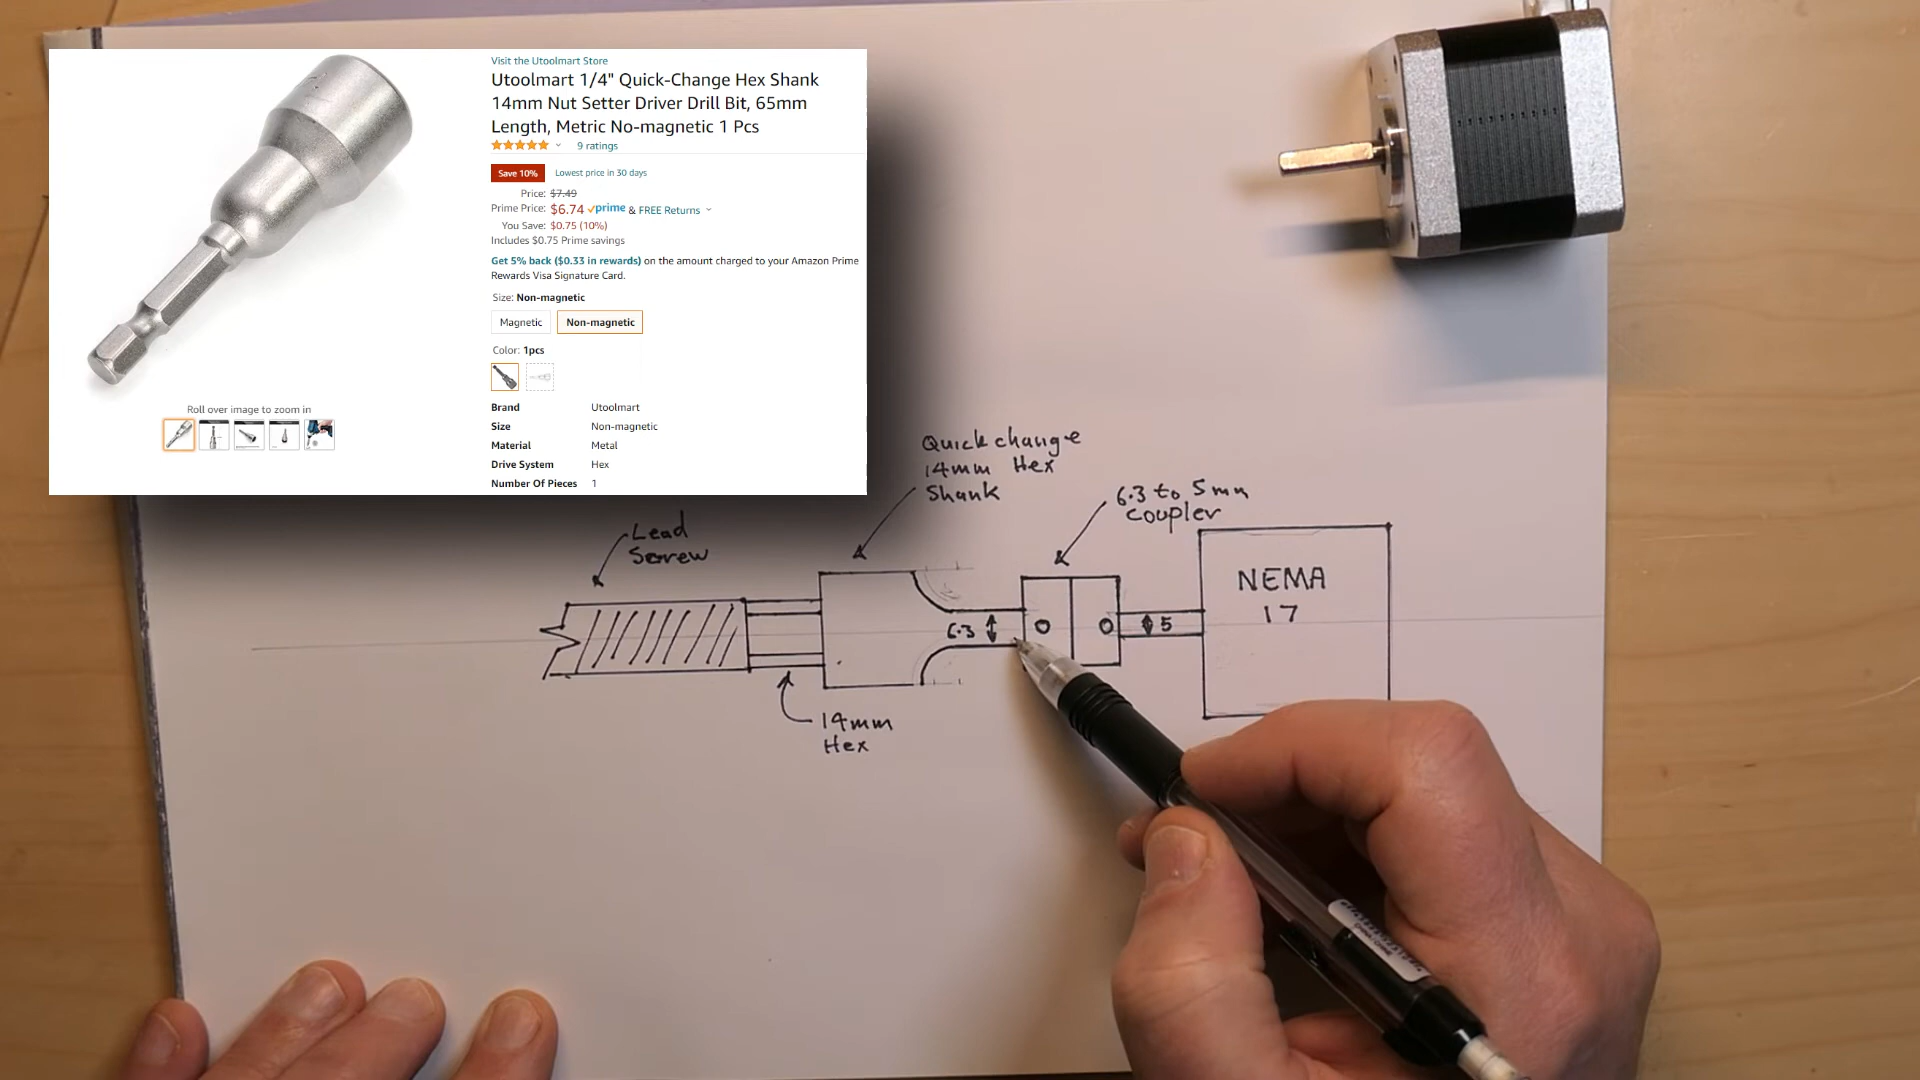 Visit the Utoolmart Store
Utoolmart 1/4" Quick-Change Hex Shank
14mm Nut Setter Driver Drill Bit, 65mm
Length, Metric No-magnetic 1 Pcs
9 ratings
Save 10% Lowest price in 30 days
Price: $7.49
Prime Price: $6.74 prime & FREE Returns
You Save: $0.75 (10%)
Includes $0.75 Prime savings
Get 5% back ($0.33 in rewards) on the amount charged to your Amazon Prime
Rewards Visa Signature Card.
Size: Non-magnetic
Magnetic Non-magnetic
Color: 1pcs
Brand Utoolmart
Size Non-magnetic
Material Metal
Drive System Hex
Number Of Pieces 1
Roll over image to zoom in
Quick change
14mm Hex
Shank
6.3 to 5mm
Coupler
Lead
Screw
NEMA
17
6.3
5
14mm
Hex